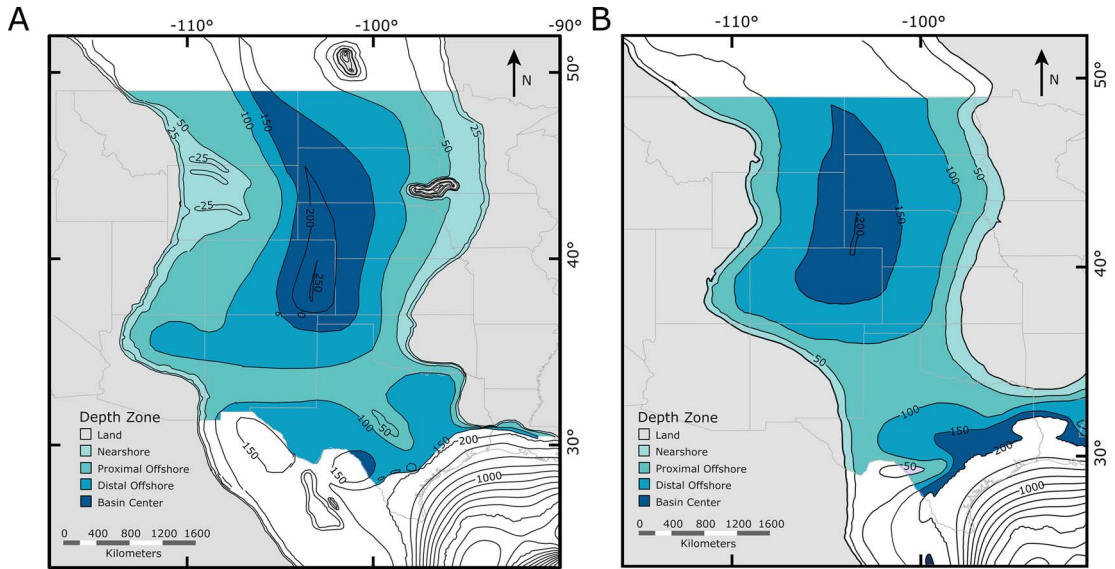 A
-110°
-100°
-90°
50°
40°
30°
N
25
50
100
150
50
25
25
25
200
250
100
50
150
200
150
150
1000
Depth Zone
Land
Nearshore
Proximal Offshore
Distal Offshore
Basin Center
0 400 800 1200 1600
Kilometers
B
-110°
-100°
50°
40°
30°
N
100
50
150
200
50
100
150
200
50
1000
Depth Zone
Land
Nearshore
Proximal Offshore
Distal Offshore
Basin Center
0 400 800 1200 1600
Kilometers